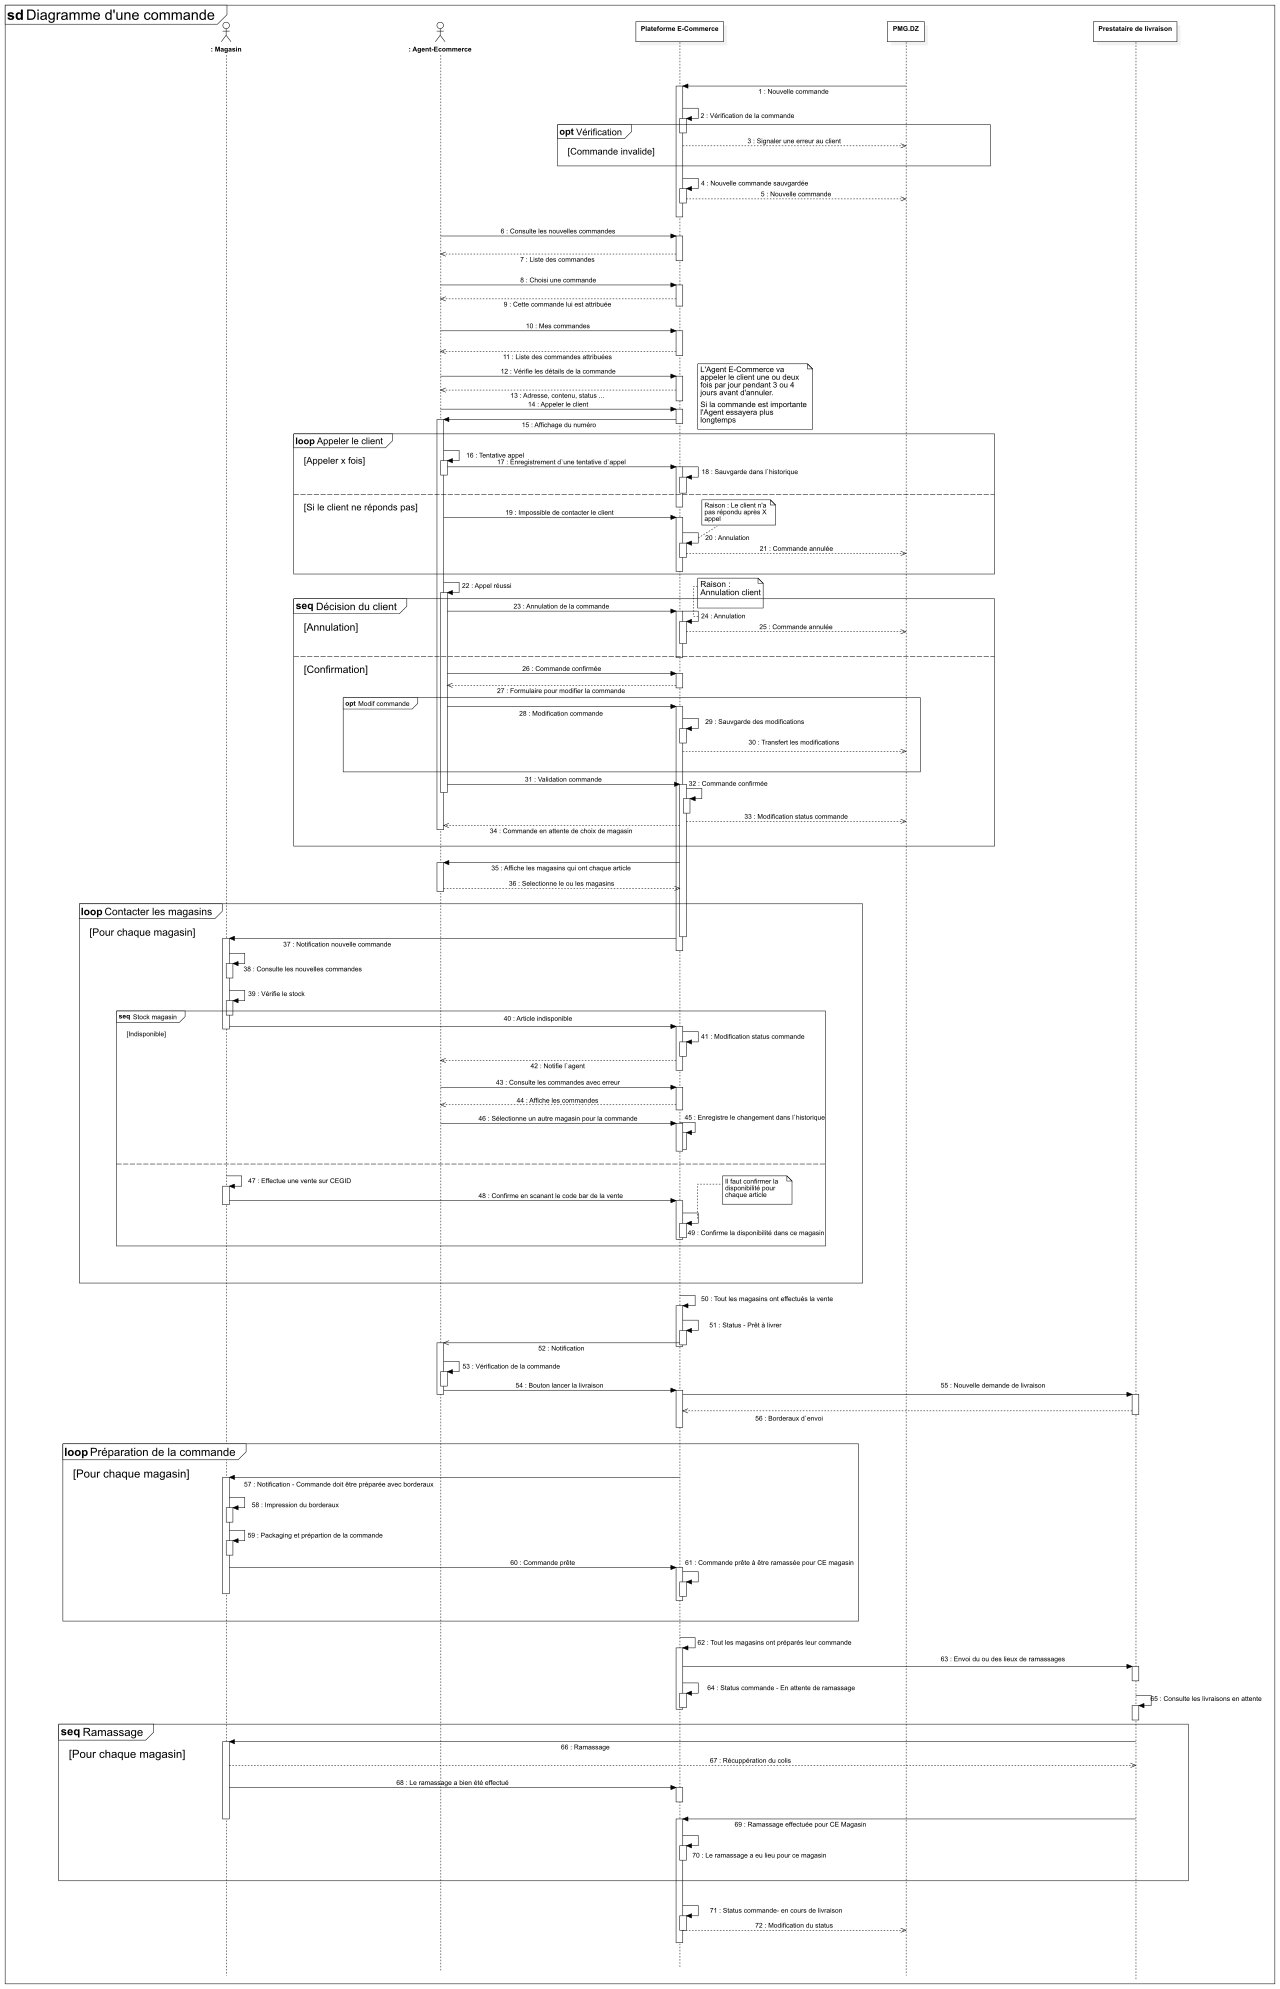 sd Diagramme d'une commande
: Magasin
: Agent-Ecommerce
Plateforme E-Commerce
PMG.DZ
Prestataire de livraison
1 : Nouvelle commande
2 : Vérification de la commande
opt Vérification
3 : Signaler une erreur au client
[Commande invalide]
4 : Nouvelle commande sauvgardée
5 : Nouvelle commande
6 : Consulte les nouvelles commandes
7 : Liste des commandes
8 : Choisi une commande
9 : Cette commande lui est attribuée
10 : Mes commandes
11 : Liste des commandes attribuées
12 : Vérifie les détails de la commande
L'Agent E-Commerce va
appeler le client une ou deux
fois par jour pendant 3 ou 4
jours avant d'annuler.
Si la commande est importante
l'Agent essayera plus
longtemps
13 : Adresse, contenu, status ...
14 : Appeler le client
15 : Affichage du numéro
loop Appeler le client
[Appeler x fois]
16 : Tentative appel
17 : Enregistrement d`une tentative d`appel
18 : Sauvgarde dans l`historique
[Si le client ne réponds pas]
Raison : Le client n'a
pas répondu après X
appel
19 : Impossible de contacter le client
20 : Annulation
21 : Commande annulée
22 : Appel réussi
Raison :
Annulation client
seq Décision du client
23 : Annulation de la commande
24 : Annulation
[Annulation]
25 : Commande annulée
[Confirmation]
26 : Commande confirmée
27 : Formulaire pour modifier la commande
opt Modif commande
28 : Modification commande
29 : Sauvgarde des modifications
30 : Transfert les modifications
31 : Validation commande
32 : Commande confirmée
33 : Modification status commande
34 : Commande en attente de choix de magasin
35 : Affiche les magasins qui ont chaque article
36 : Selectionne le ou les magasins
loop Contacter les magasins
[Pour chaque magasin]
37 : Notification nouvelle commande
38 : Consulte les nouvelles commandes
39 : Vérifie le stock
seq Stock magasin
40 : Article indisponible
[Indisponible]
41 : Modification status commande
42 : Notifie l`agent
43 : Consulte les commandes avec erreur
44 : Affiche les commandes
45 : Enregistre le changement dans l`historique
46 : Sélectionne un autre magasin pour la commande
47 : Effectue une vente sur CEGID
Il faut confirmer la
disponibilité pour
chaque article
48 : Confirme en scanant le code bar de la vente
49 : Confirme la disponibilité dans ce magasin
50 : Tout les magasins ont effectués la vente
51 : Status - Prêt à livrer
52 : Notification
53 : Vérification de la commande
54 : Bouton lancer la livraison
55 : Nouvelle demande de livraison
56 : Borderaux d`envoi
loop Préparation de la commande
[Pour chaque magasin]
57 : Notification - Commande doit être préparée avec borderaux
58 : Impression du borderaux
59 : Packaging et prépartion de la commande
60 : Commande prête
61 : Commande prête à être ramassée pour CE magasin
62 : Tout les magasins ont préparés leur commande
63 : Envoi du ou des lieux de ramassages
64 : Status commande - En attente de ramassage
65 : Consulte les livraisons en attente
seq Ramassage
[Pour chaque magasin]
66 : Ramassage
67 : Récuppération du colis
68 : Le ramassage a bien été effectué
69 : Ramassage effectuée pour CE Magasin
70 : Le ramassage a eu lieu pour ce magasin
71 : Status commande- en cours de livraison
72 : Modification du status